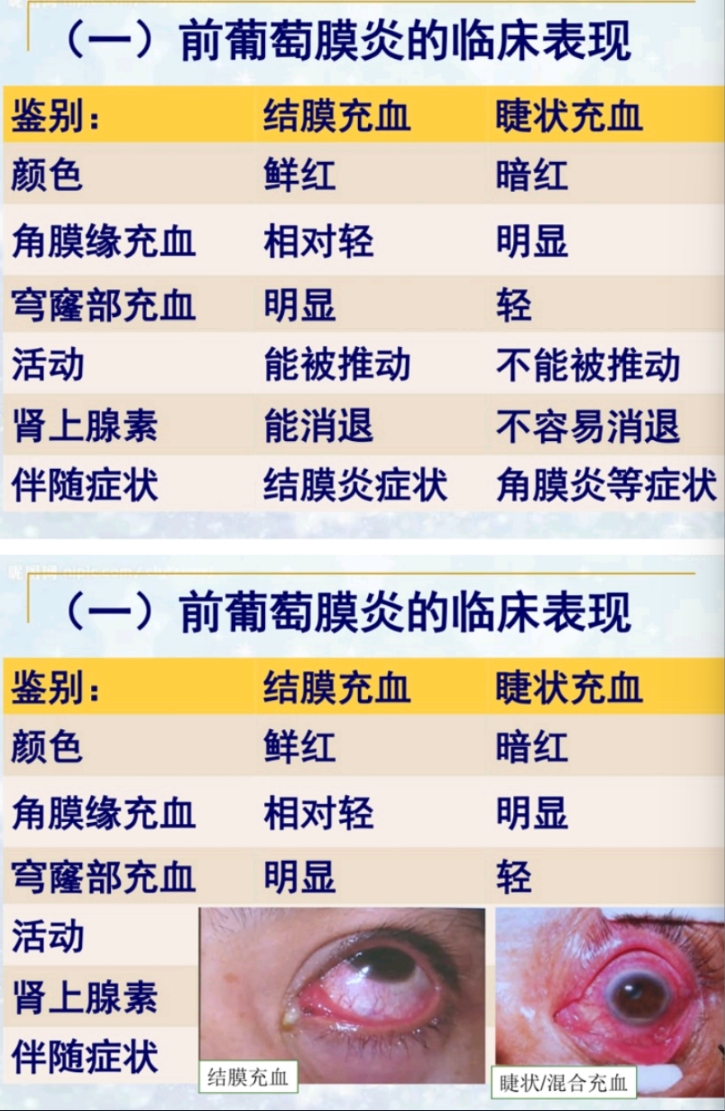 （一）前葡萄膜炎的临床表现
鉴别： 结膜充血 睫状充血
颜色 鲜红 暗红
角膜缘充血 相对轻 明显
穹窿部充血 明显 轻
活动 能被推动 不能被推动
肾上腺素 能消退 不容易消退
伴随症状 结膜炎症状 角膜炎等症状
（一）前葡萄膜炎的临床表现
鉴别： 结膜充血 睫状充血
颜色 鲜红 暗红
角膜缘充血 相对轻 明显
穹窿部充血 明显 轻
活动
肾上腺素
伴随症状
结膜充血
睫状/混合充血